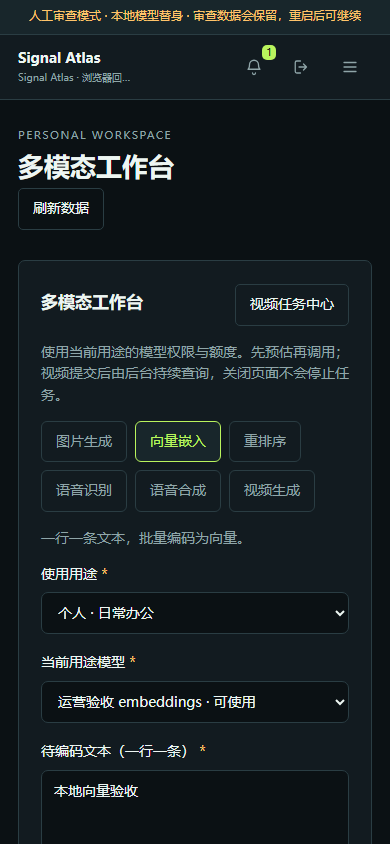 人工审查模式 · 本地模型替身 · 审查数据会保留，重启后可继续
Signal Atlas
1
Signal Atlas · 浏览器回…
PERSONAL WORKSPACE
多模态工作台
刷新数据
多模态工作台
视频任务中心
使用当前用途的模型权限与额度。先预估再调用；
视频提交后由后台持续查询，关闭页面不会停止任
务。
图片生成
向量嵌入
重排序
语音识别
语音合成
视频生成
一行一条文本，批量编码为向量。
使用用途 *
个人 · 日常办公
当前用途模型 *
运营验收 embeddings · 可使用
待编码文本（一行一条） *
本地向量验收